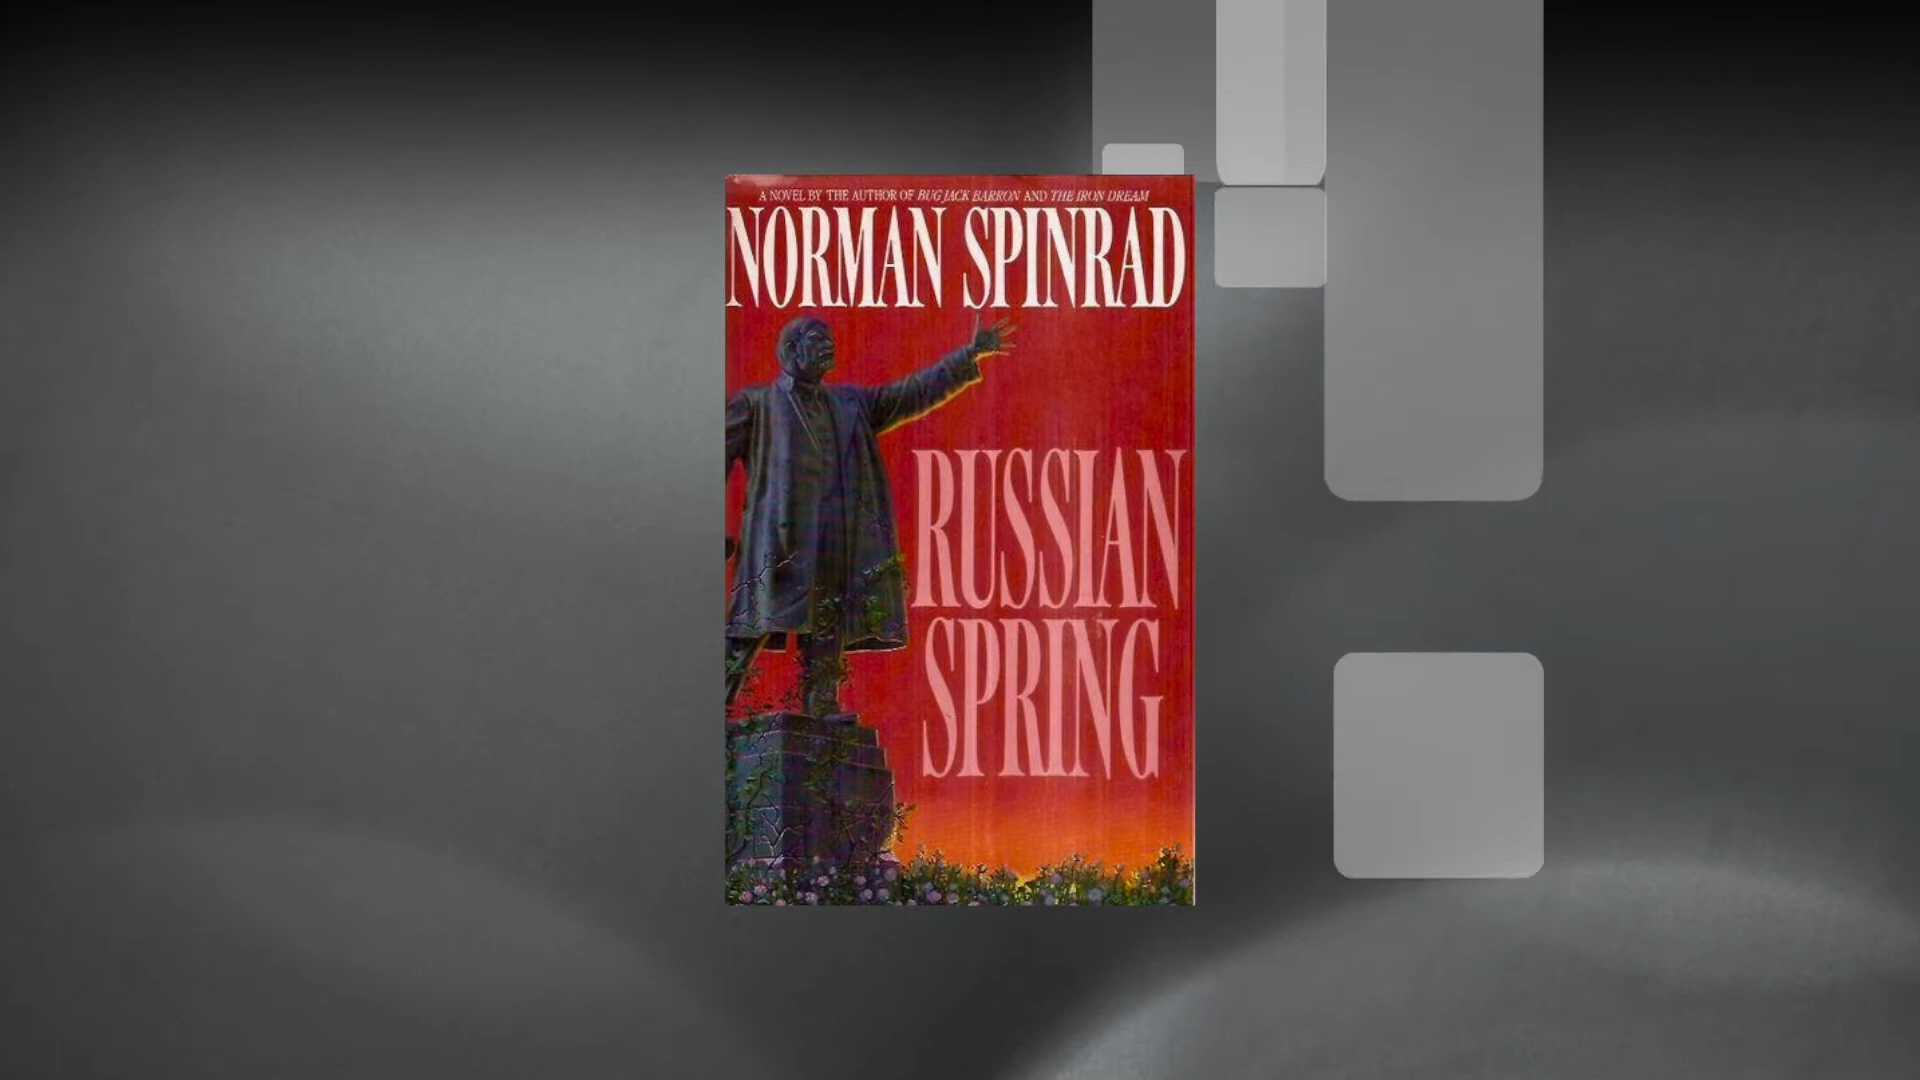 A NOVEL BY THE AUTHOR OF BUG JACK BARRON AND THE IRON DREAM
NORMAN SPINRAD
RUSSIAN
SPRING